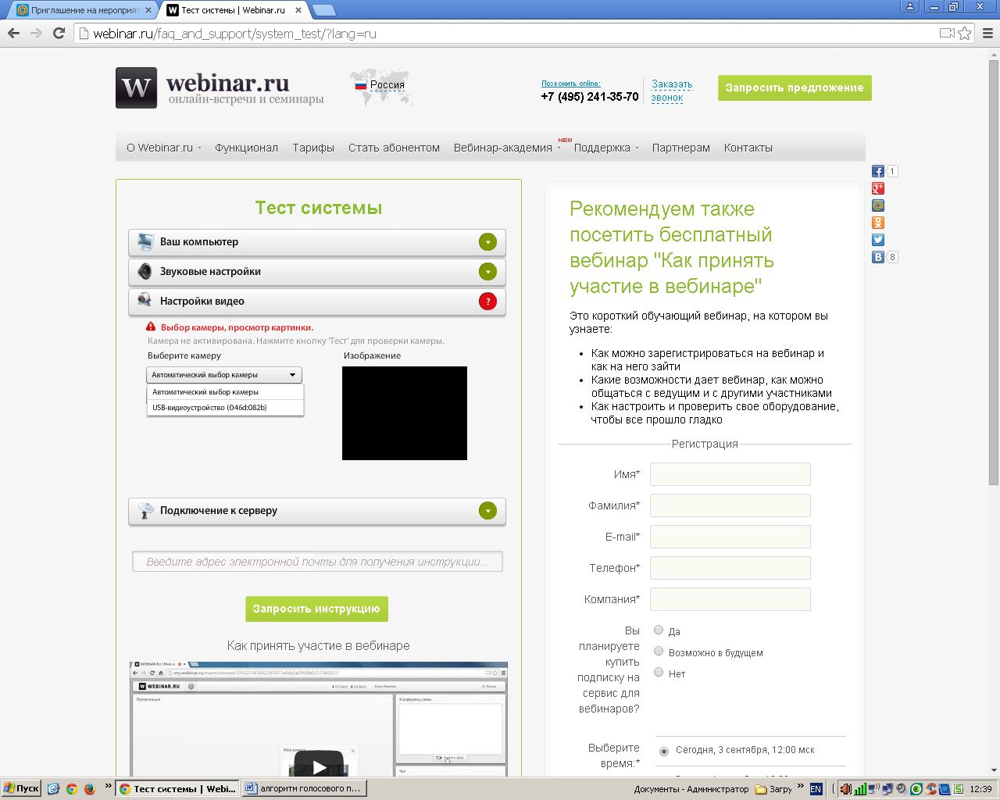 Приглашение на мероприят
Тест системы | Webinar.ru
webinar.ru/faq_and_support/system_test/?lang=ru
W webinar.ru
онлайн-встречи и семинары
Россия
Позвонить online:
+7 (495) 241-35-70
Заказать
звонок
Запросить предложение
О Webinar.ru
Функционал
Тарифы
Стать абонентом
Вебинар-академия
NEW
Поддержка
Партнерам
Контакты
1
8
Тест системы
Ваш компьютер
Звуковые настройки
Настройки видео
?
Выбор камеры, просмотр картинки.
Камера не активирована. Нажмите кнопку 'Тест' для проверки камеры.
Выберите камеру
Изображение
Автоматический выбор камеры
Автоматический выбор камеры
USB-видеоустройство (046d:082b)
Подключение к серверу
Введите адрес электронной почты для получения инструкции...
Запросить инструкцию
Как принять участие в вебинаре
WEBINAR.RU
Презентация
Конференц-связь
Моя камера
Чат
Рекомендуем также
посетить бесплатный
вебинар "Как принять
участие в вебинаре"
Это короткий обучающий вебинар, на котором вы
узнаете:
Как можно зарегистрироваться на вебинар и
как на него зайти
Какие возможности дает вебинар, как можно
общаться с ведущим и с другими участниками
Как настроить и проверить свое оборудование,
чтобы все прошло гладко
Регистрация
Имя*
Фамилия*
E-mail*
Телефон*
Компания*
Вы
планируете
купить
подписку на
сервис для
вебинаров?
Да
Возможно в будущем
Нет
Выберите
время:*
Сегодня, 3 сентября, 12:00 мск
Пуск
»
Тест системы | Webi...
алгоритм голосового п...
Документы - Администратор
Загру
»
EN
12:39